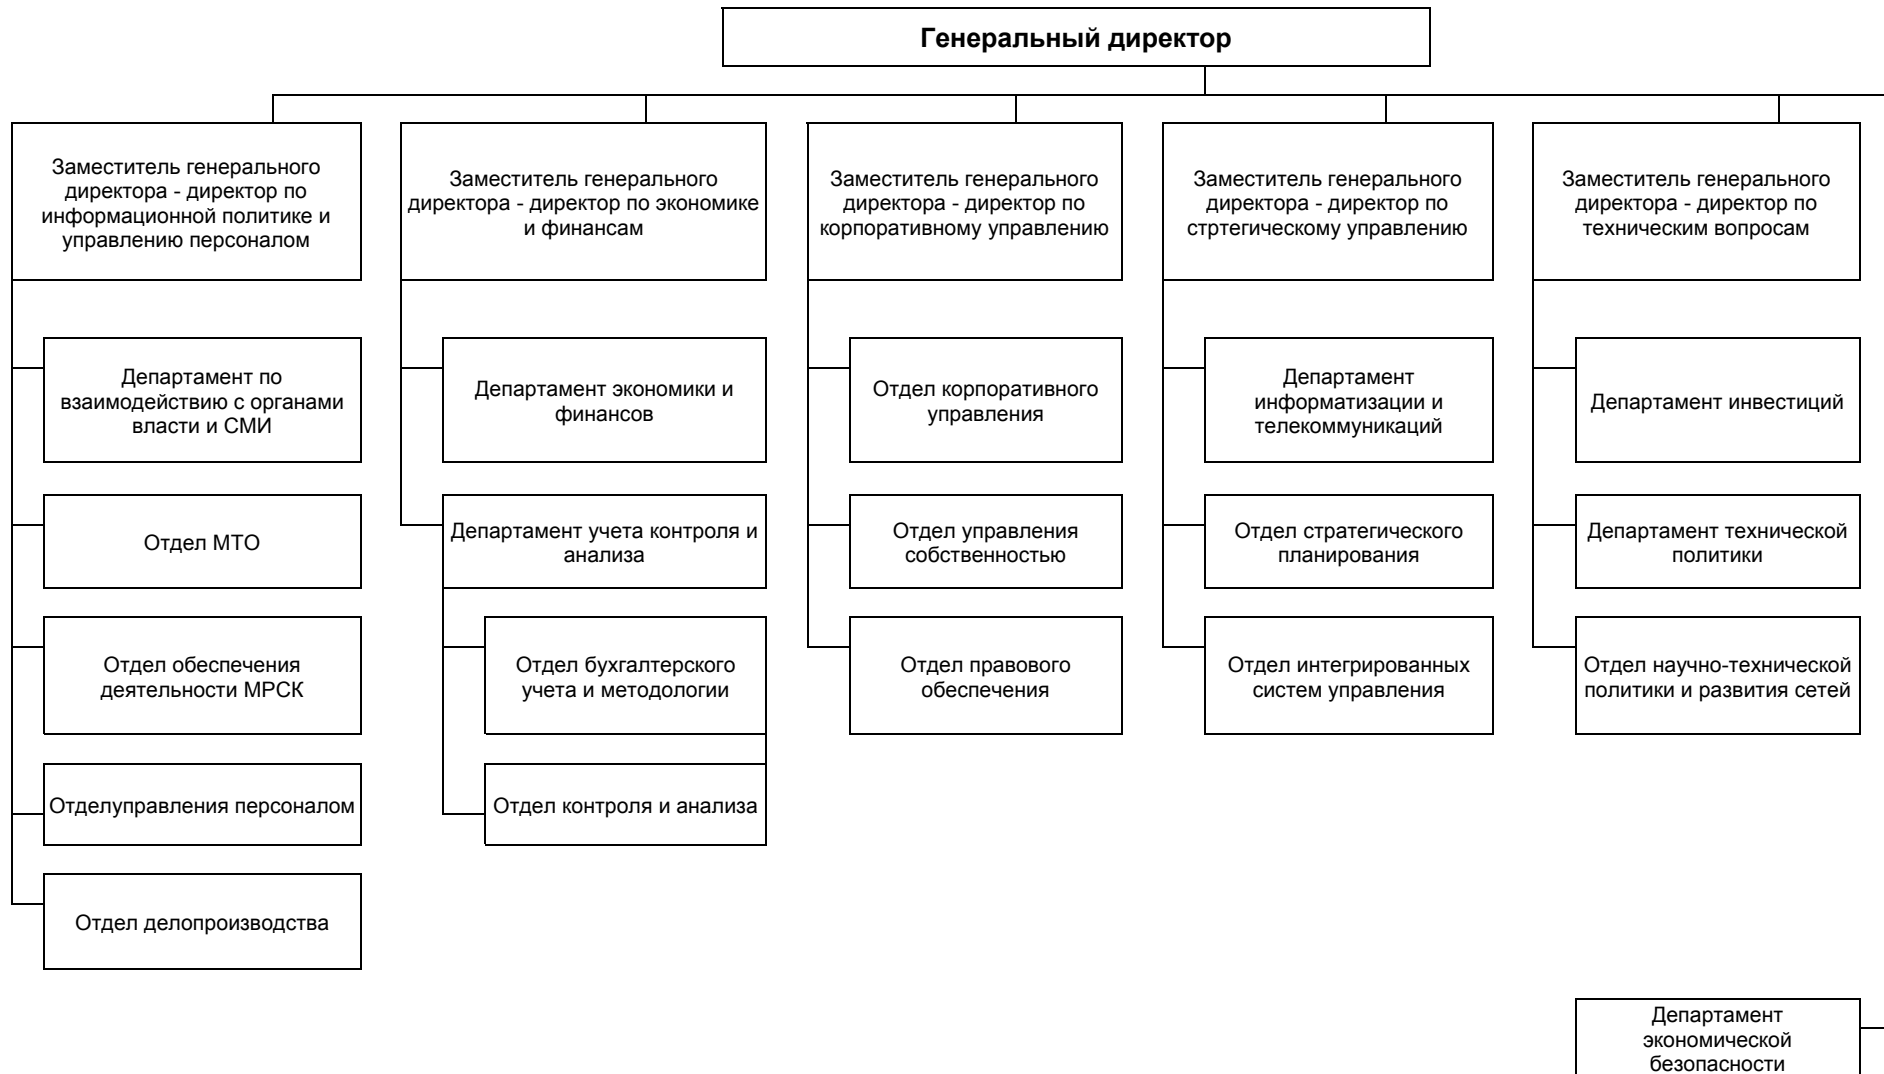 Генеральный директор
Заместитель генерального
директора - директор по
информационной политике и
управлению персоналом
Заместитель генерального
директора - директор по экономике
и финансам
Заместитель генерального
директора - директор по
корпоративному управлению
Заместитель генерального
директора - директор по
стртегическому управлению
Заместитель генерального
директора - директор по
техническим вопросам
Департамент по
взаимодействию с органами
власти и СМИ
Департамент экономики и
финансов
Отдел корпоративного
управления
Департамент
информатизации и
телекоммуникаций
Департамент инвестиций
Отдел МТО
Департамент учета контроля и
анализа
Отдел управления
собственностью
Отдел стратегического
планирования
Департамент технической
политики
Отдел обеспечения
деятельности МРСК
Отдел бухгалтерского
учета и методологии
Отдел правового
обеспечения
Отдел интегрированных
систем управления
Отдел научно-технической
политики и развития сетей
Отделуправления персоналом
Отдел контроля и анализа
Отдел делопроизводства
Департамент
экономической
безопасности